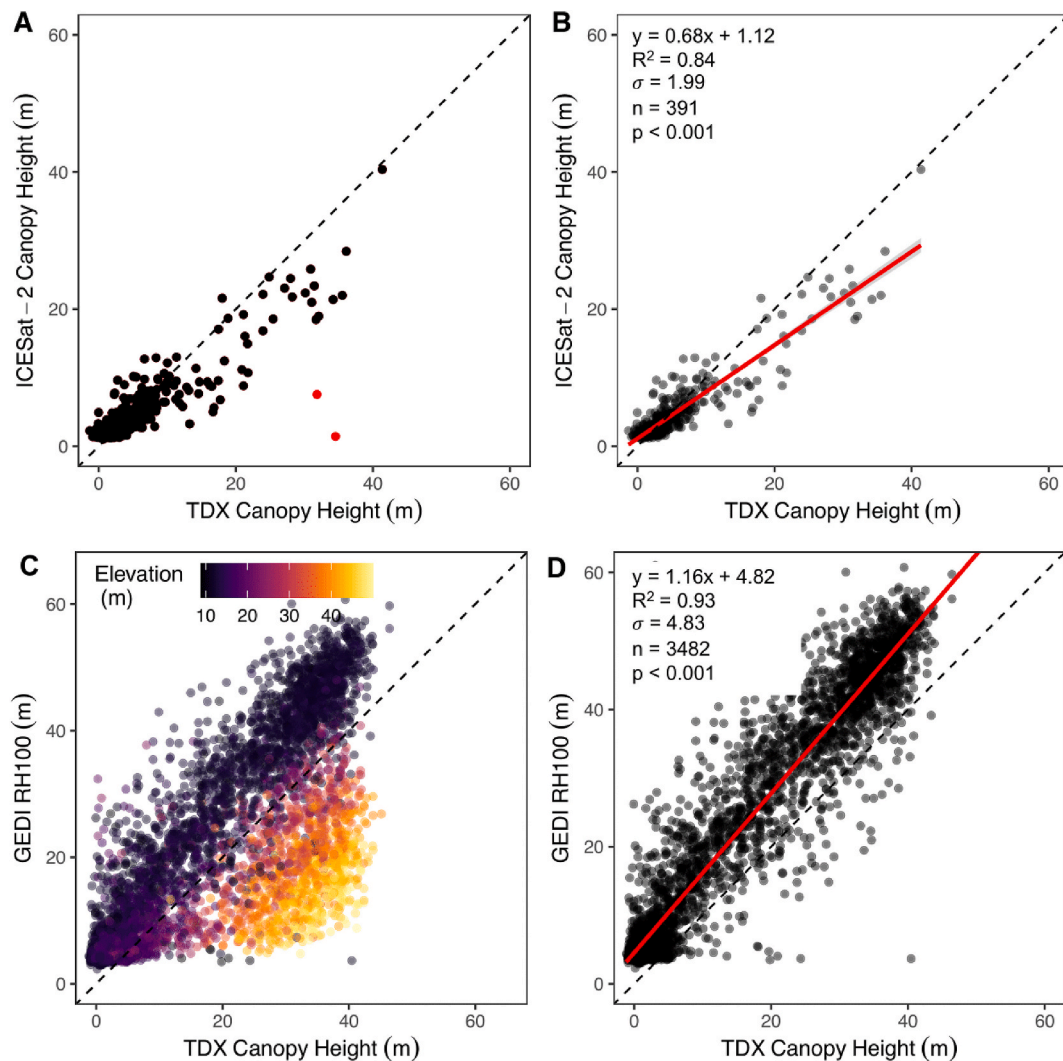 A
60
40
20
0
ICESat − 2 Canopy Height (m)
0 20 40 60
TDX Canopy Height (m)
B
y = 0.68x + 1.12
R² = 0.84
σ = 1.99
n = 391
p < 0.001
60
40
20
0
ICESat − 2 Canopy Height (m)
0 20 40 60
TDX Canopy Height (m)
C
Elevation
(m)
10 20 30 40
60
40
20
0
GEDI RH100 (m)
0 20 40 60
TDX Canopy Height (m)
D
y = 1.16x + 4.82
R² = 0.93
σ = 4.83
n = 3482
p < 0.001
60
40
20
0
GEDI RH100 (m)
0 20 40 60
TDX Canopy Height (m)